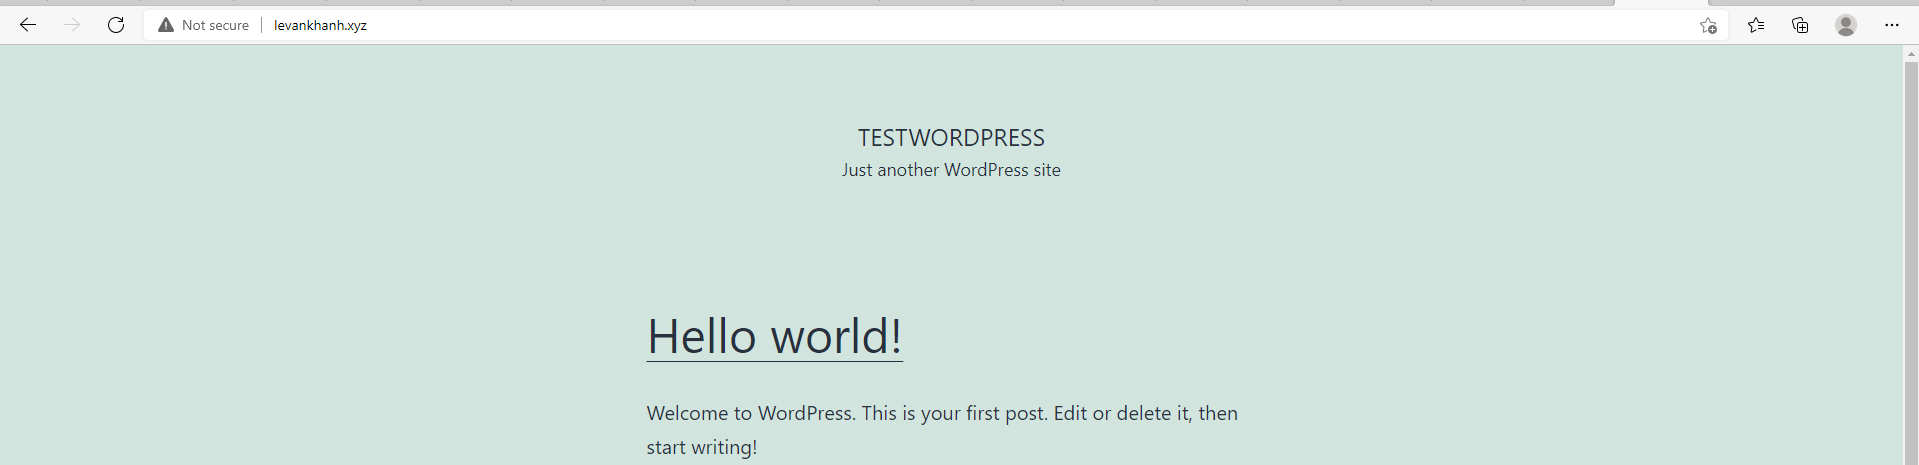 Not secure levankhanh.xyz
TESTWORDPRESS
Just another WordPress site
Hello world!
Welcome to WordPress. This is your first post. Edit or delete it, then
start writing!